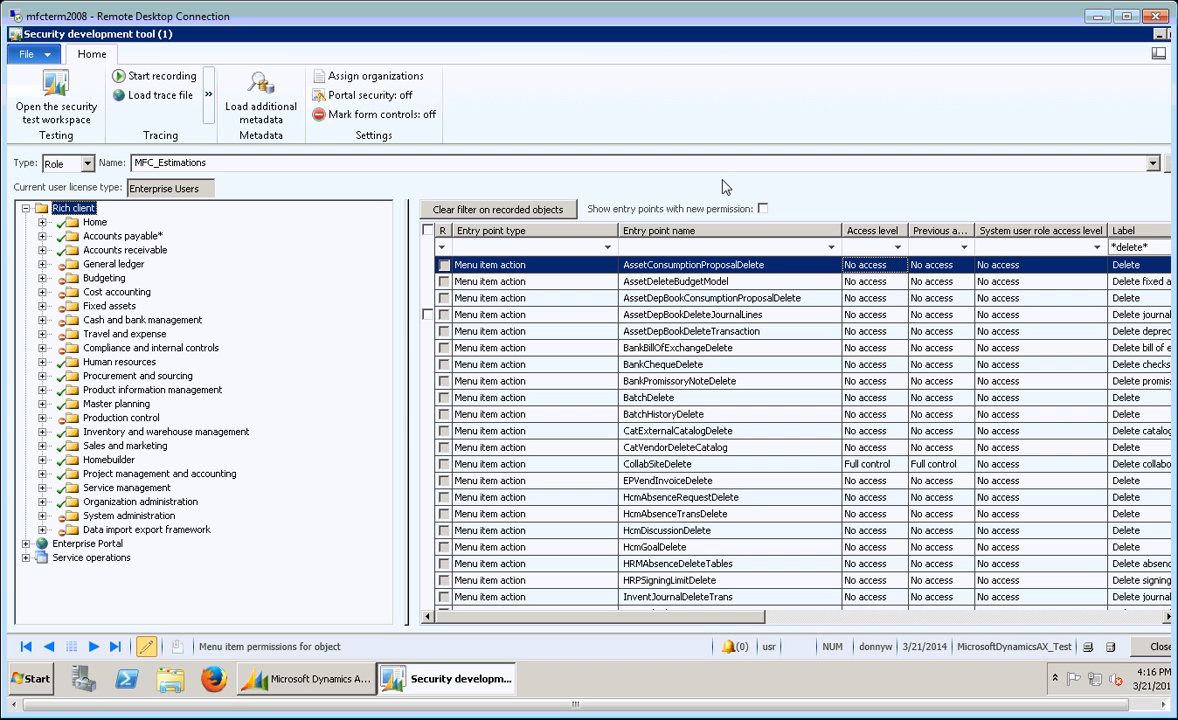 mfcterm2008 - Remote Desktop Connection
Security development tool (1)
File Home
Open the security test workspace
Testing
Start recording
Load trace file
»
Tracing
Load additional metadata
Metadata
Assign organizations
Portal security: off
Mark form controls: off
Settings
Type: Role Name: MFC_Estimations
Current user license type: Enterprise Users
Rich client
Home
Accounts payable*
Accounts receivable
General ledger
Budgeting
Cost accounting
Fixed assets
Cash and bank management
Travel and expense
Compliance and internal controls
Human resources
Procurement and sourcing
Product information management
Master planning
Production control
Inventory and warehouse management
Sales and marketing
Homebuilder
Project management and accounting
Service management
Organization administration
System administration
Data import export framework
Enterprise Portal
Service operations
Clear filter on recorded objects Show entry points with new permission:
R Entry point type Entry point name Access level Previous a... System user role access level Label
*delete*
Menu item action AssetConsumptionProposalDelete No access No access No access Delete
Menu item action AssetDeleteBudgetModel No access No access No access Delete fixed a
Menu item action AssetDepBookConsumptionProposalDelete No access No access No access Delete
Menu item action AssetDepBookDeleteJournalLines No access No access No access Delete journa
Menu item action AssetDepBookDeleteTransaction No access No access No access Delete depre
Menu item action BankBillOfExchangeDelete No access No access No access Delete bill of e
Menu item action BankChequeDelete No access No access No access Delete checks
Menu item action BankPromissoryNoteDelete No access No access No access Delete promis
Menu item action BatchDelete No access No access No access Delete
Menu item action BatchHistoryDelete No access No access No access Delete
Menu item action CatExternalCatalogDelete No access No access No access Delete catalog
Menu item action CatVendorDeleteCatalog No access No access No access Delete
Menu item action CollabSiteDelete Full control Full control No access Delete collabo
Menu item action EPVendInvoiceDelete No access No access No access Delete
Menu item action HcmAbsenceRequestDelete No access No access No access Delete
Menu item action HcmAbsenceTransDelete No access No access No access Delete
Menu item action HcmDiscussionDelete No access No access No access Delete
Menu item action HcmGoalDelete No access No access No access Delete
Menu item action HRMAbsenceDeleteTables No access No access No access Delete absenc
Menu item action HRPSigningLimitDelete No access No access No access Delete signing
Menu item action InventJournalDeleteTrans No access No access No access Delete journal
Menu item permissions for object (0) usr NUM donnyw 3/21/2014 MicrosoftDynamicsAX_Test Close
Start Microsoft Dynamics A... Security developm... 4:16 PM
3/21/201